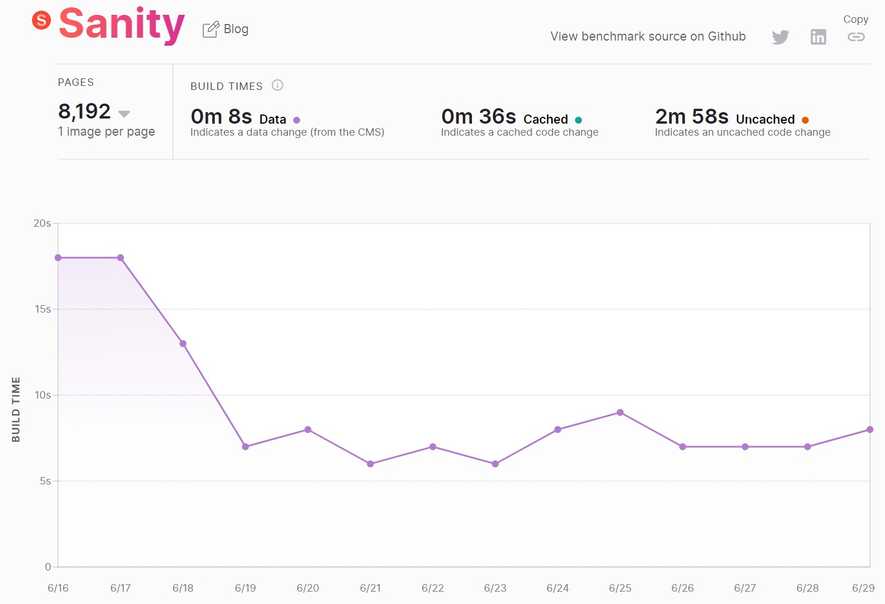 S Sanity
Blog
View benchmark source on Github
Copy
PAGES
8,192
1 image per page
BUILD TIMES
0m 8s Data
Indicates a data change (from the CMS)
0m 36s Cached
Indicates a cached code change
2m 58s Uncached
Indicates an uncached code change
20s
15s
10s
5s
0
BUILD TIME
6/16 6/17 6/18 6/19 6/20 6/21 6/22 6/23 6/24 6/25 6/26 6/27 6/28 6/29